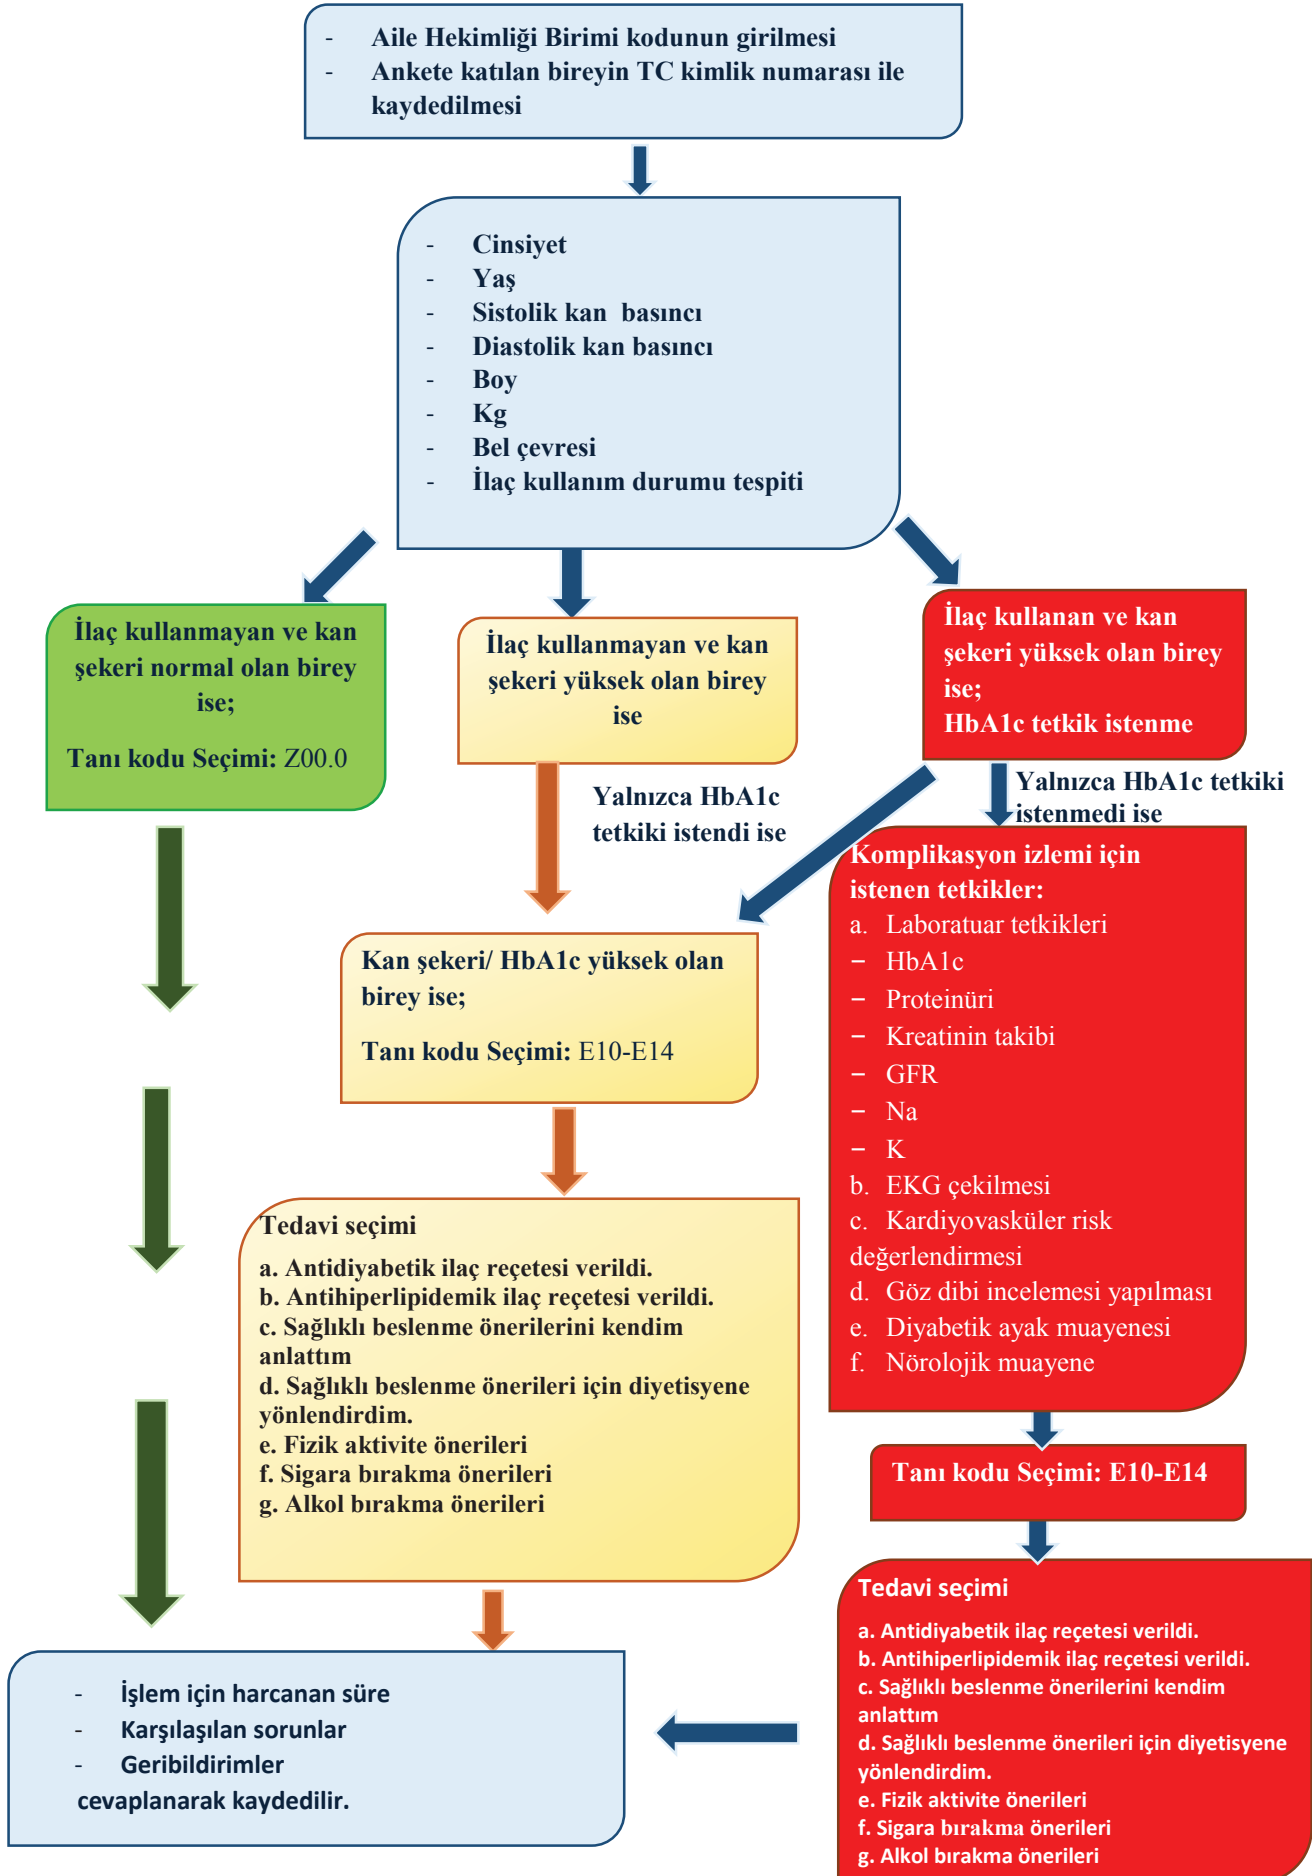 - Aile Hekimliği Birimi kodunun girilmesi
- Ankete katılan bireyin TC kimlik numarası ile
kaydedilmesi
- Cinsiyet
- Yaş
- Sistolik kan basıncı
- Diastolik kan basıncı
- Boy
- Kg
- Bel çevresi
- İlaç kullanım durumu tespiti
İlaç kullanmayan ve kan
şekeri normal olan birey
ise;
Tanı kodu Seçimi: Z00.0
İlaç kullanmayan ve kan
şekeri yüksek olan birey
ise
İlaç kullanan ve kan
şekeri yüksek olan birey
ise;
HbA1c tetkik istenme
Yalnızca HbA1c
tetkiki istendi ise
Yalnızca HbA1c tetkiki
istenmedi ise
Kan şekeri/ HbA1c yüksek olan
birey ise;
Tanı kodu Seçimi: E10-E14
Komplikasyon izlemi için
istenen tetkikler:
a. Laboratuar tetkikleri
– HbA1c
– Proteinüri
– Kreatinin takibi
– GFR
– Na
– K
b. EKG çekilmesi
c. Kardiyovasküler risk
değerlendirmesi
d. Göz dibi incelemesi yapılması
e. Diyabetik ayak muayenesi
f. Nörolojik muayene
Tedavi seçimi
a. Antidiyabetik ilaç reçetesi verildi.
b. Antihiperlipidemik ilaç reçetesi verildi.
c. Sağlıklı beslenme önerilerini kendim
anlattım
d. Sağlıklı beslenme önerileri için diyetisyene
yönlendirdim.
e. Fizik aktivite önerileri
f. Sigara bırakma önerileri
g. Alkol bırakma önerileri
Tanı kodu Seçimi: E10-E14
Tedavi seçimi
a. Antidiyabetik ilaç reçetesi verildi.
b. Antihiperlipidemik ilaç reçetesi verildi.
c. Sağlıklı beslenme önerilerini kendim
anlattım
d. Sağlıklı beslenme önerileri için diyetisyene
yönlendirdim.
e. Fizik aktivite önerileri
f. Sigara bırakma önerileri
g. Alkol bırakma önerileri
- İşlem için harcanan süre
- Karşılaşılan sorunlar
- Geribildirimler
cevaplanarak kaydedilir.